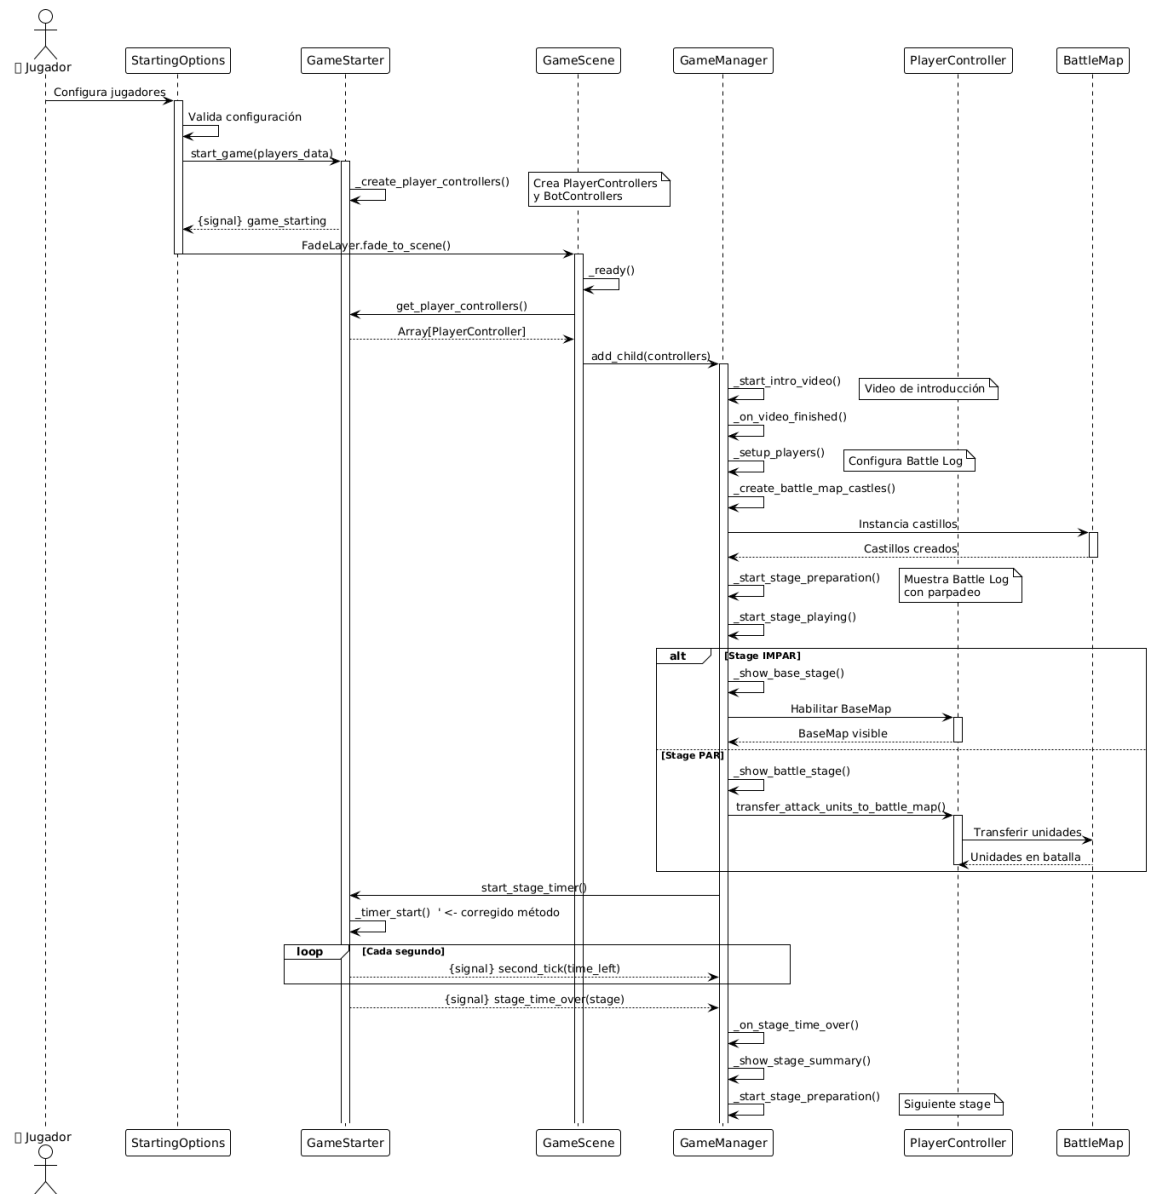 Jugador
StartingOptions
GameStarter
GameScene
GameManager
PlayerController
BattleMap
Configura jugadores
Valida configuración
start_game(players_data)
_create_player_controllers()
Crea PlayerControllers
y BotControllers
{signal} game_starting
FadeLayer.fade_to_scene()
_ready()
get_player_controllers()
Array[PlayerController]
add_child(controllers)
_start_intro_video()
Video de introducción
_on_video_finished()
_setup_players()
Configura Battle Log
_create_battle_map_castles()
Instancia castillos
Castillos creados
_start_stage_preparation()
Muestra Battle Log
con parpadeo
_start_stage_playing()
alt
[Stage IMPAR]
_show_base_stage()
Habilitar BaseMap
BaseMap visible
[Stage PAR]
_show_battle_stage()
transfer_attack_units_to_battle_map()
Transferir unidades
Unidades en batalla
start_stage_timer()
_timer_start()  ' <- corregido método
loop
[Cada segundo]
{signal} second_tick(time_left)
{signal} stage_time_over(stage)
_on_stage_time_over()
_show_stage_summary()
_start_stage_preparation()
Siguiente stage
Jugador
StartingOptions
GameStarter
GameScene
GameManager
PlayerController
BattleMap